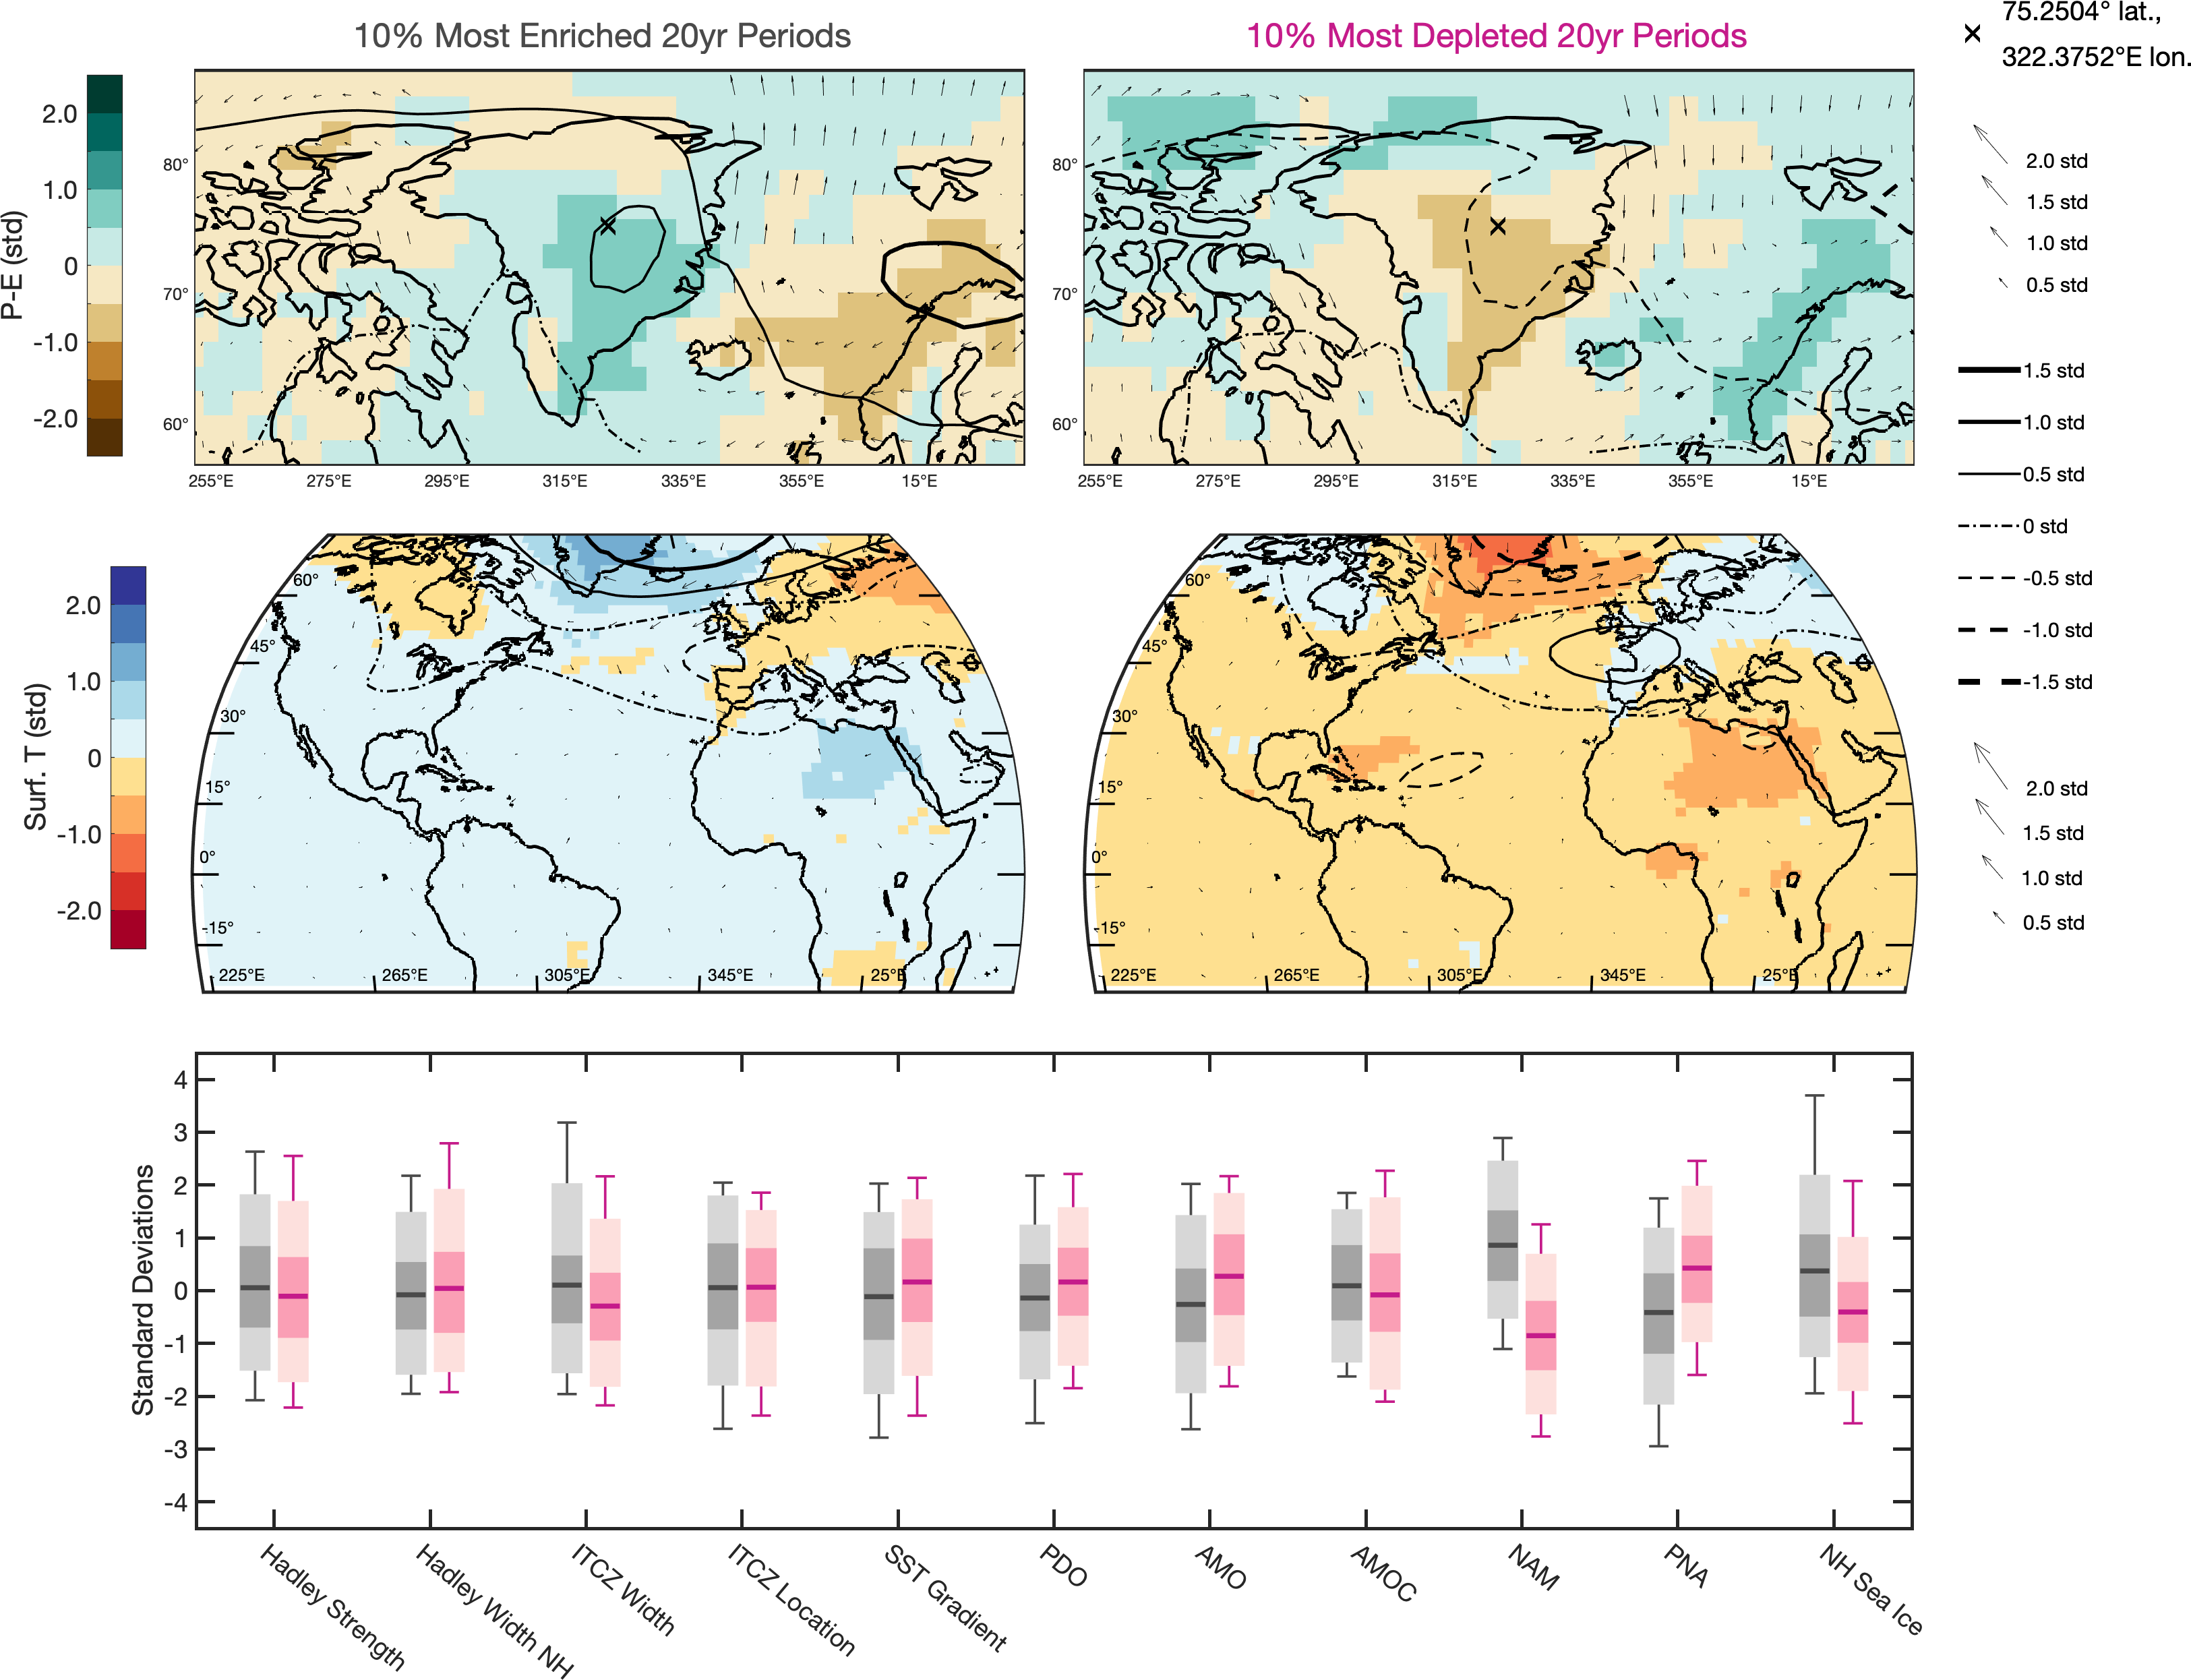 10% Most Enriched 20yr Periods
10% Most Depleted 20yr Periods
75.2504° lat.,
322.3752°E lon.
P-E (std)
2.0
1.0
0
-1.0
-2.0
80°
70°
60°
255°E 275°E 295°E 315°E 335°E 355°E 15°E
80°
70°
60°
255°E 275°E 295°E 315°E 335°E 355°E 15°E
2.0 std
1.5 std
1.0 std
0.5 std
1.5 std
1.0 std
0.5 std
0 std
-0.5 std
-1.0 std
-1.5 std
Surf. T (std)
2.0
1.0
0
-1.0
-2.0
60°
45°
30°
15°
0°
-15°
225°E 265°E 305°E 345°E 25°E
60°
45°
30°
15°
0°
-15°
225°E 265°E 305°E 345°E 25°E
2.0 std
1.5 std
1.0 std
0.5 std
Standard Deviations
4
3
2
1
0
-1
-2
-3
-4
Hadley Strength
Hadley Width NH
ITCZ Width
ITCZ Location
SST Gradient
PDO
AMO
AMOC
NAM
PNA
NH Sea Ice